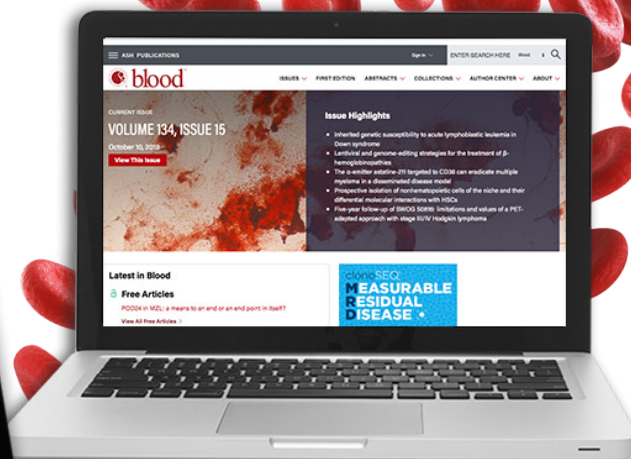 ASH PUBLICATIONS
Sign In
ENTER SEARCH HERE
Blood
blood
ISSUES
FIRST EDITION
ABSTRACTS
COLLECTIONS
AUTHOR CENTER
ABOUT
CURRENT ISSUE
VOLUME 134, ISSUE 15
October 10, 2019
View This Issue
Issue Highlights
Inherited genetic susceptibility to acute lymphoblastic leukemia in
Down syndrome
Lentiviral and genome-editing strategies for the treatment of β-
hemoglobinopathies
The α-emitter astatine-211 targeted to CD38 can eradicate multiple
myeloma in a disseminated disease model
Prospective isolation of nonhematopoietic cells of the niche and their
differential molecular interactions with HSCs
Five-year follow-up of SWOG S0816: limitations and values of a PET-
adapted approach with stage III/IV Hodgkin lymphoma
Latest in Blood
Free Articles
POD24 in MZL: a means to an end or an end point in itself?
View All Free Articles
clonoSEQ
MEASURABLE
RESIDUAL
DISEASE